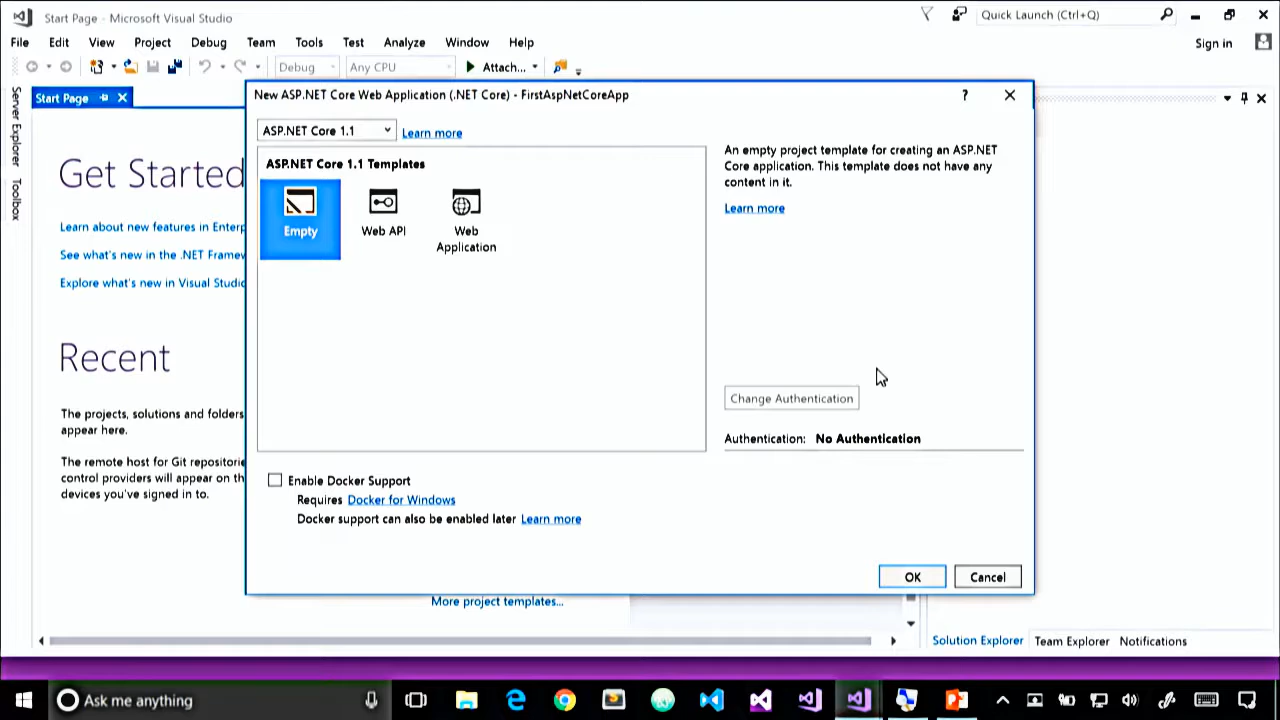 Start Page - Microsoft Visual Studio
Quick Launch (Ctrl+Q)
File Edit View Project Debug Team Tools Test Analyze Window Help
Sign in
Debug Any CPU Attach...
Server Explorer
Toolbox
Start Page
Get Started
Learn about new features in Enterp
See what's new in the .NET Framew
Explore what's new in Visual Studio
Recent
The projects, solutions and folders
appear here.
The remote host for Git repositorie
control providers will appear on th
devices you've signed in to.
New ASP.NET Core Web Application (.NET Core) - FirstAspNetCoreApp
?
ASP.NET Core 1.1
Learn more
ASP.NET Core 1.1 Templates
Empty
Web API
Web
Application
An empty project template for creating an ASP.NET
Core application. This template does not have any
content in it.
Learn more
Change Authentication
Authentication: No Authentication
Enable Docker Support
Requires Docker for Windows
Docker support can also be enabled later Learn more
OK Cancel
More project templates...
Solution Explorer Team Explorer Notifications
Ask me anything